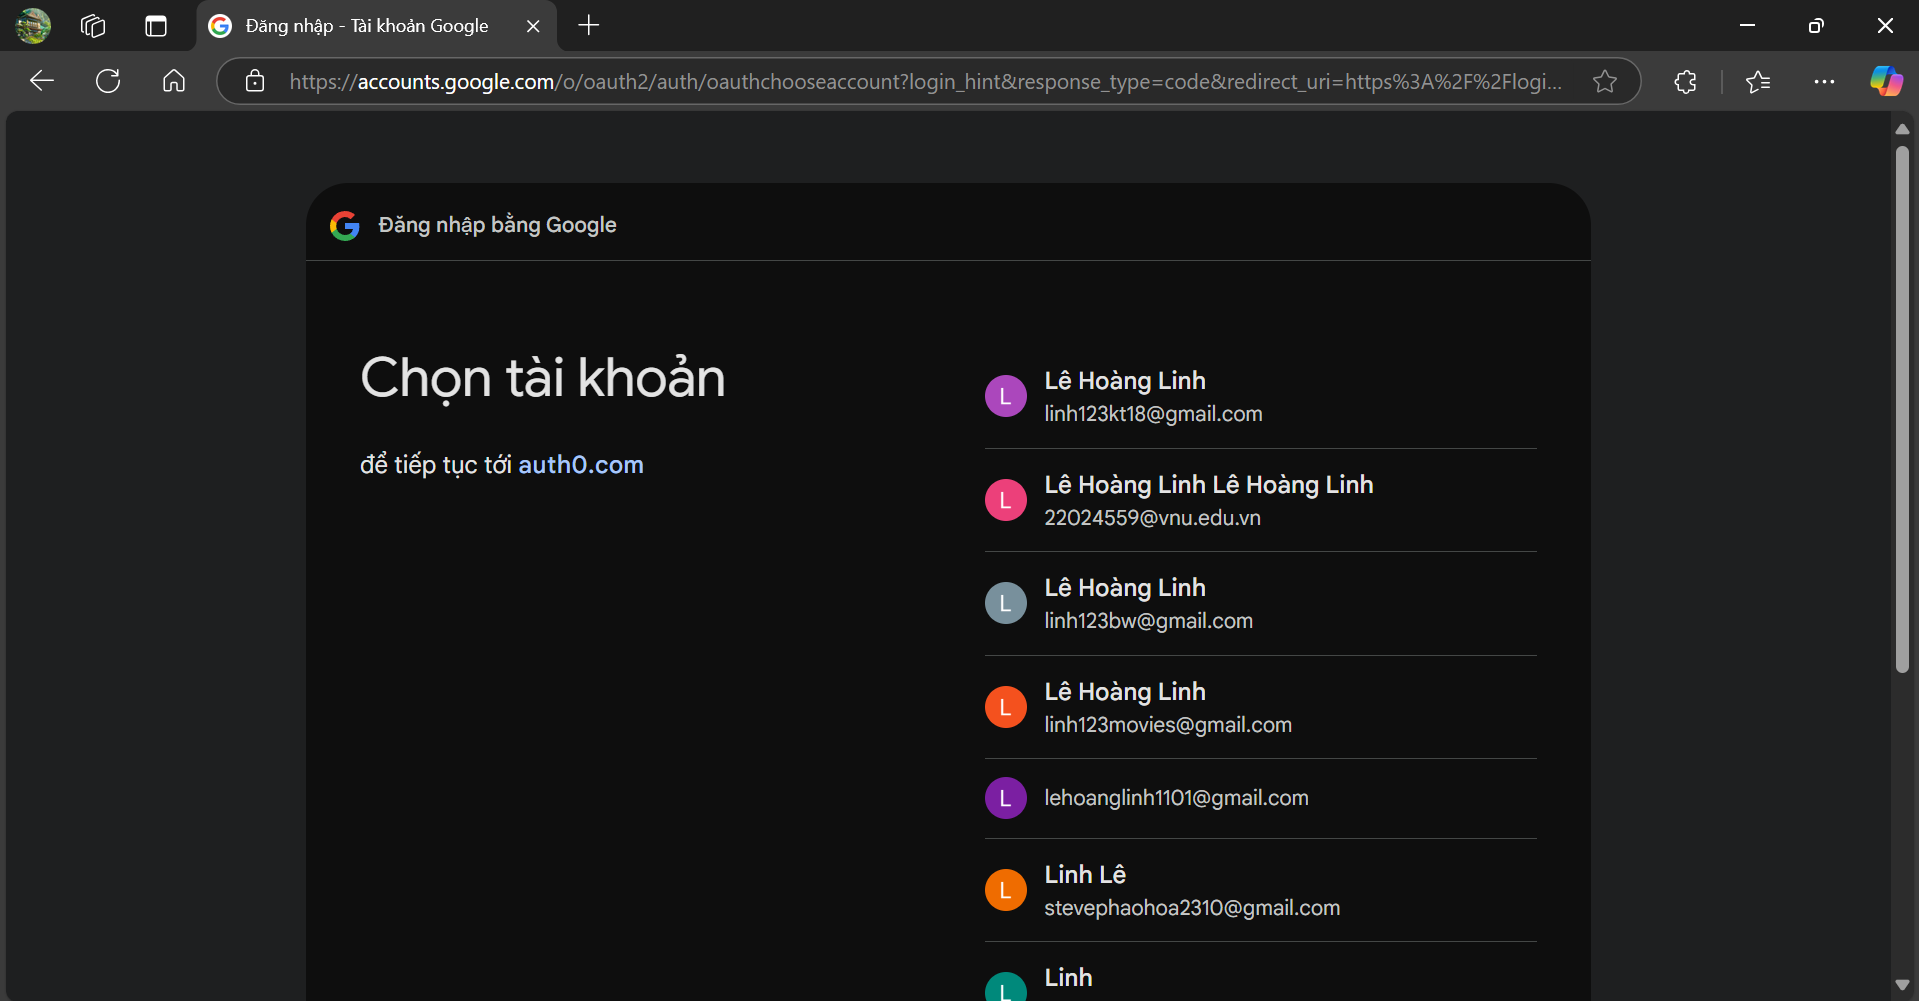 Đăng nhập - Tài khoản Google
https://accounts.google.com/o/oauth2/auth/oauthchooseaccount?login_hint&response_type=code&redirect_uri=https%3A%2F%2Flogi...
Đăng nhập bằng Google
Chọn tài khoản
để tiếp tục tới auth0.com
L
Lê Hoàng Linh
linh123kt18@gmail.com
L
Lê Hoàng Linh Lê Hoàng Linh
22024559@vnu.edu.vn
L
Lê Hoàng Linh
linh123bw@gmail.com
L
Lê Hoàng Linh
linh123movies@gmail.com
L
lehoanglinh1101@gmail.com
L
Linh Lê
stevephaohoa2310@gmail.com
L
Linh